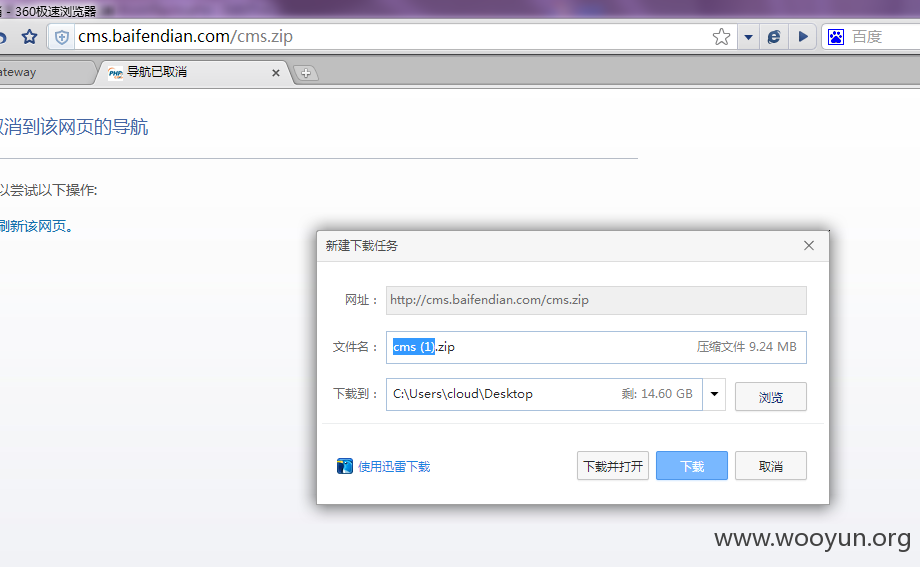 - 360极速浏览器
cms.baifendian.com/cms.zip
百度
ateway
导航已取消
取消到该网页的导航
以尝试以下操作:
刷新该网页。
新建下载任务
网址：
http://cms.baifendian.com/cms.zip
文件名：
cms (1).zip
压缩文件 9.24 MB
下载到：
C:\Users\cloud\Desktop
剩: 14.60 GB
浏览
使用迅雷下载
下载并打开
下载
取消
www.wooyun.org